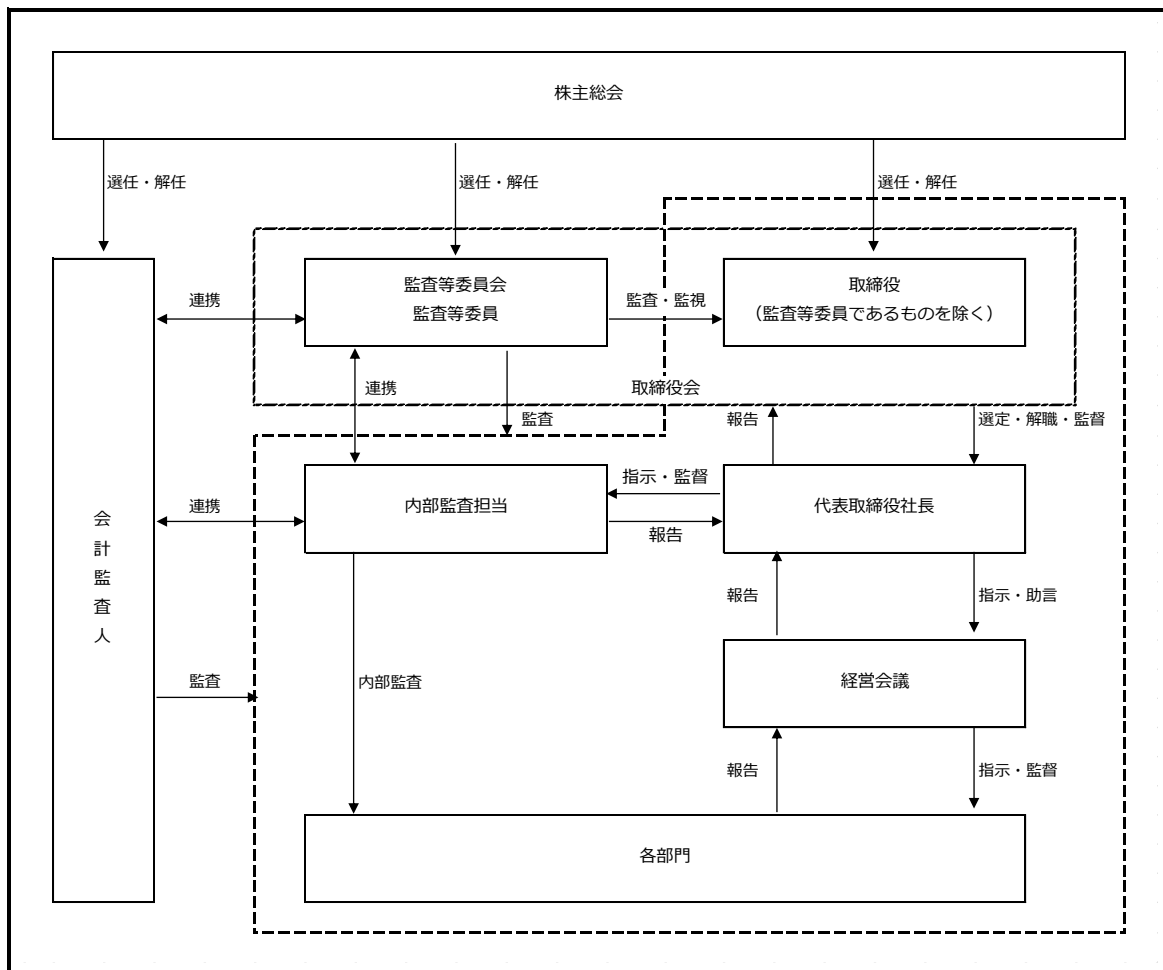 株主総会
選任・解任
選任・解任
選任・解任
監査等委員会
監査等委員
取締役
（監査等委員であるものを除く）
連携
監査・監視
連携
取締役会
監査
報告
選定・解職・監督
会計監査人
連携
内部監査担当
指示・監督
報告
代表取締役社長
報告
指示・助言
監査
内部監査
経営会議
報告
指示・監督
各部門